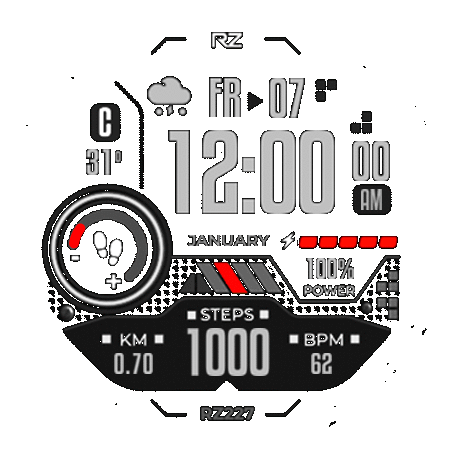 RZ
FR 07
C
31°
12:00
00
AM
JANUARY
100%
POWER
- +
STEPS
1000
KM
0.70
BPM
62
RZ227